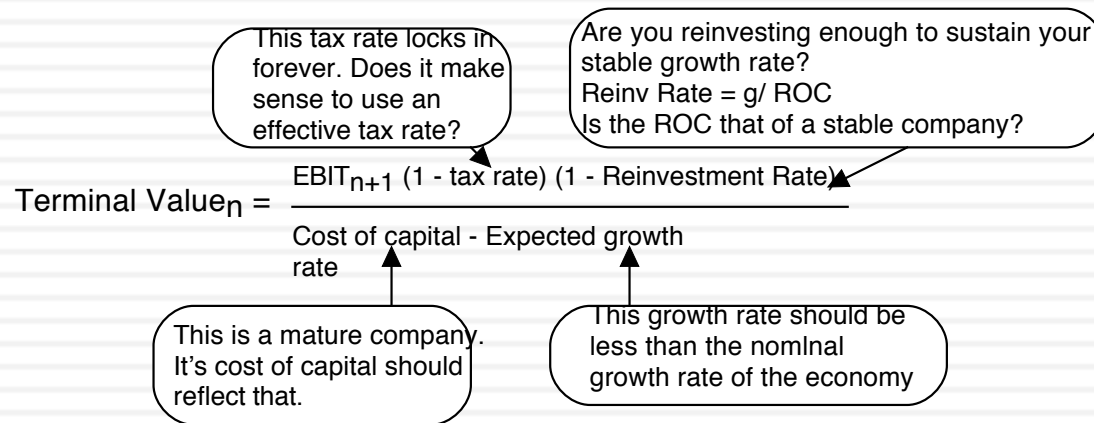 This tax rate locks in
forever. Does it make
sense to use an
effective tax rate?
Are you reinvesting enough to sustain your
stable growth rate?
Reinv Rate = g/ ROC
Is the ROC that of a stable company?
Terminal Valuen =
EBITn+1 (1 - tax rate) (1 - Reinvestment Rate)
Cost of capital - Expected growth
rate
This is a mature company.
It's cost of capital should
reflect that.
This growth rate should be
less than the nomInal
growth rate of the economy